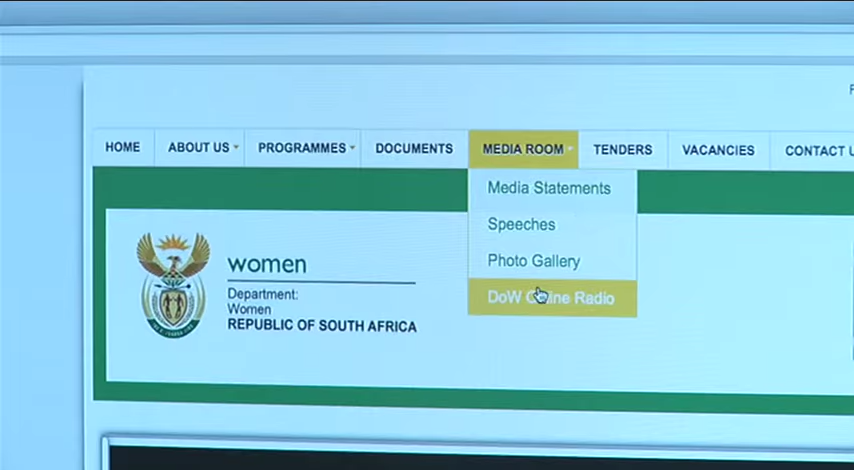 HOME ABOUT US PROGRAMMES DOCUMENTS MEDIA ROOM TENDERS VACANCIES CONTACT U
Media Statements
Speeches
Photo Gallery
DoW Online Radio
women
Department:
Women
REPUBLIC OF SOUTH AFRICA